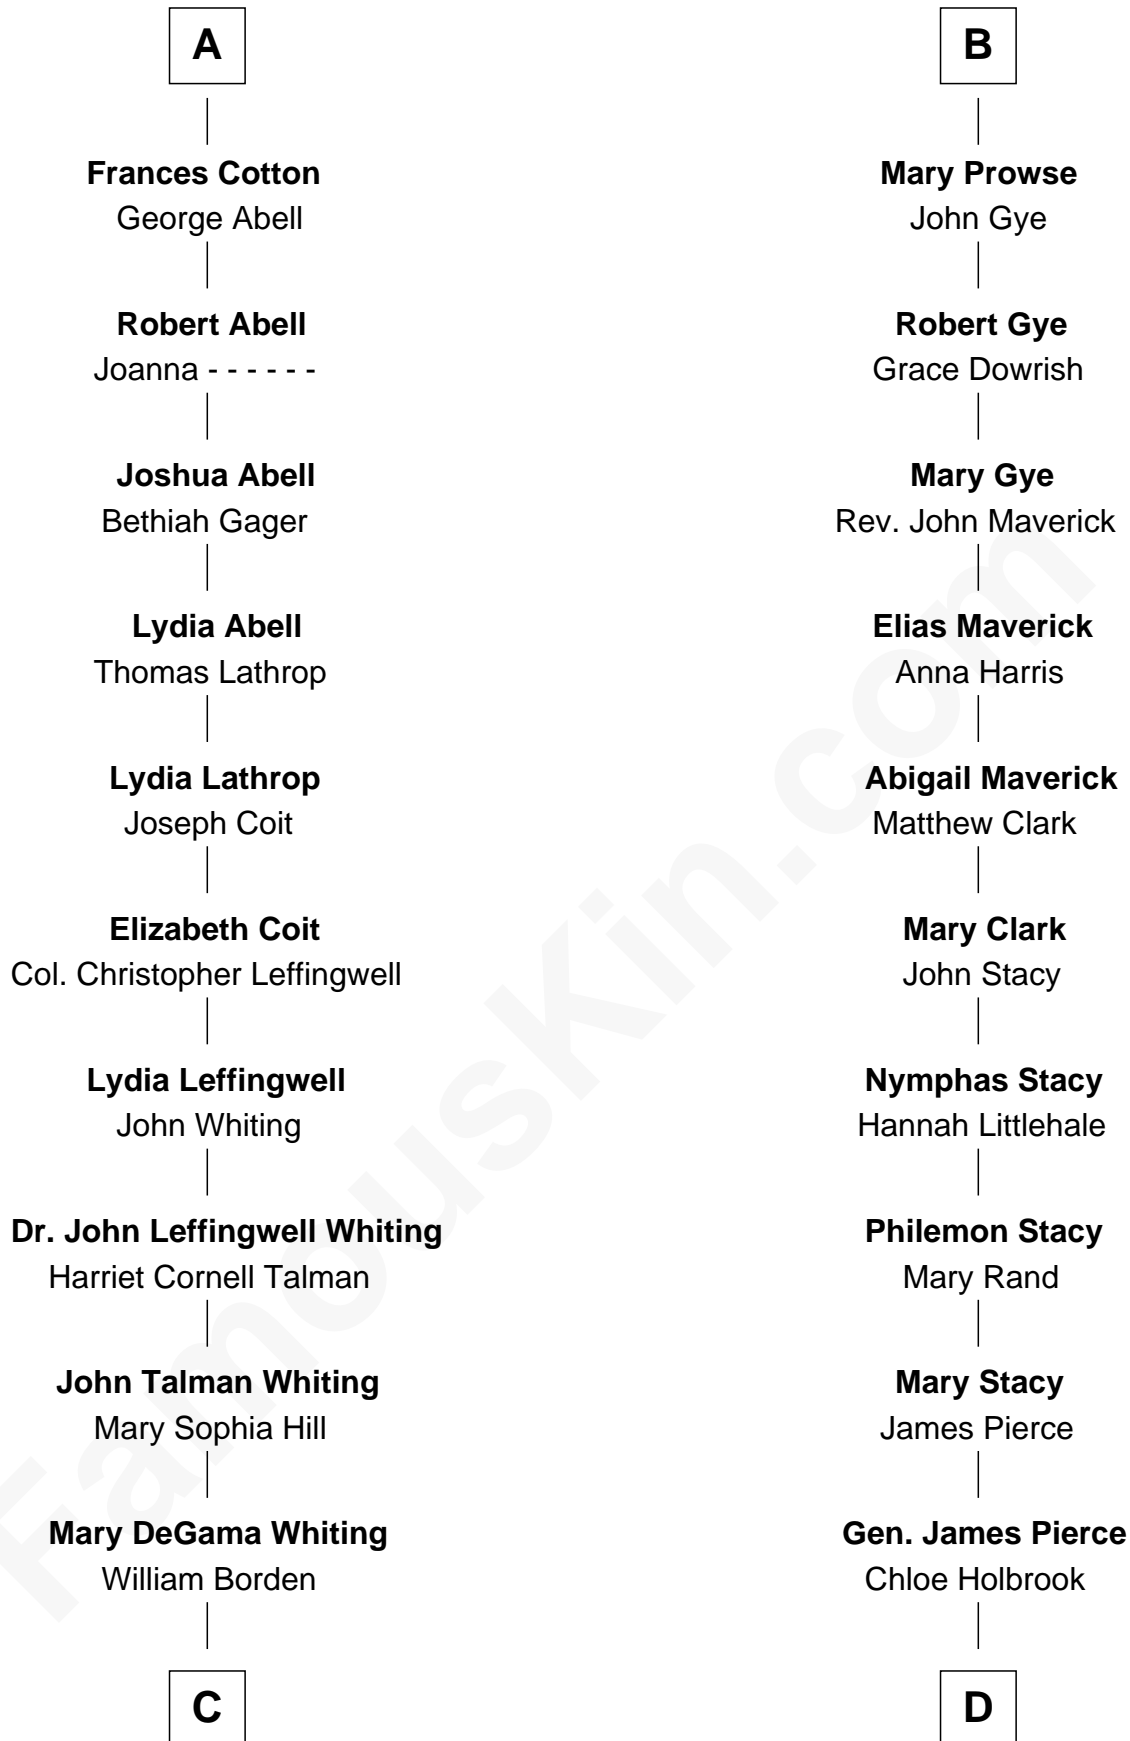 A
Frances Cotton
George Abell
Robert Abell
Joanna - - - - - -
Joshua Abell
Bethiah Gager
Lydia Abell
Thomas Lathrop
Lydia Lathrop
Joseph Coit
Elizabeth Coit
Col. Christopher Leffingwell
Lydia Leffingwell
John Whiting
Dr. John Leffingwell Whiting
Harriet Cornell Talman
John Talman Whiting
Mary Sophia Hill
Mary DeGama Whiting
William Borden
C
B
Mary Prowse
John Gye
Robert Gye
Grace Dowrish
Mary Gye
Rev. John Maverick
Elias Maverick
Anna Harris
Abigail Maverick
Matthew Clark
Mary Clark
John Stacy
Nymphas Stacy
Hannah Littlehale
Philemon Stacy
Mary Rand
Mary Stacy
James Pierce
Gen. James Pierce
Chloe Holbrook
D
FamousKin.com